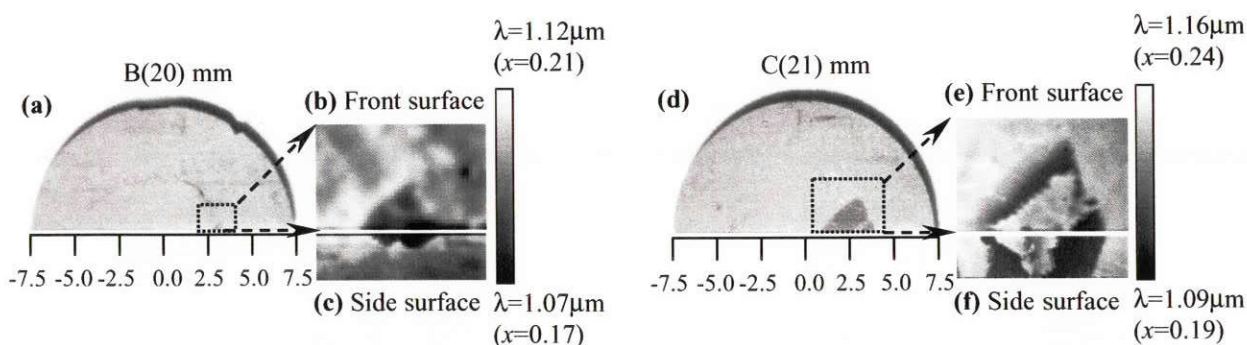 λ=1.12μm
(x=0.21)
B(20) mm
(a)
(b) Front surface
-7.5 -5.0 -2.5 0.0 2.5 5.0 7.5
(c) Side surface
λ=1.07μm
(x=0.17)
λ=1.16μm
(x=0.24)
C(21) mm
(d)
(e) Front surface
-7.5 -5.0 -2.5 0.0 2.5 5.0 7.5
(f) Side surface
λ=1.09μm
(x=0.19)